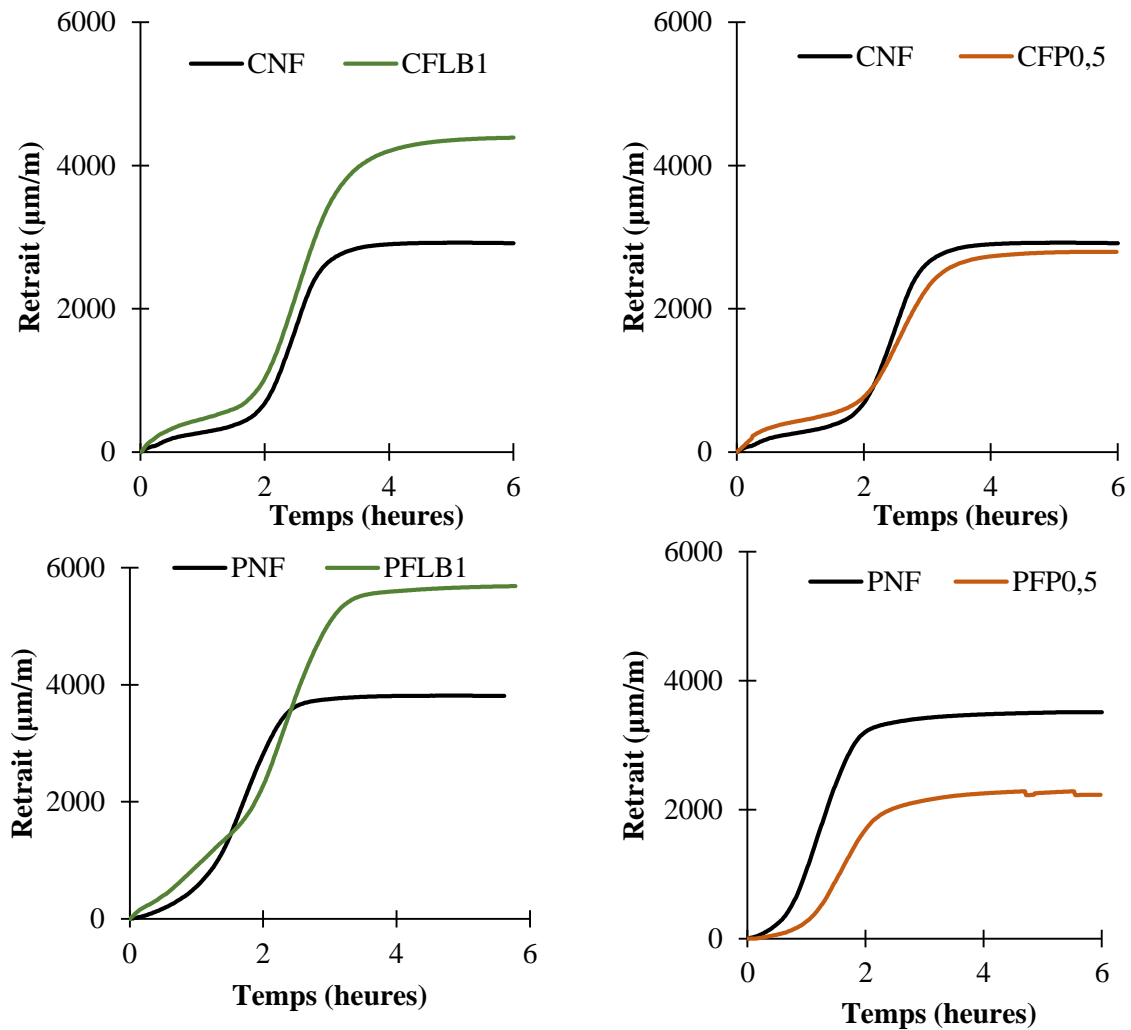 6000
CNF CFLB1
4000
2000
0
0 2 4 6
Retrait (µm/m)
Temps (heures)
6000
CNF CFP0,5
4000
2000
0
0 2 4 6
Retrait (µm/m)
Temps (heures)
6000
PNF PFLB1
4000
2000
0
0 2 4 6
Retrait (µm/m)
Temps (heures)
6000
PNF PFP0,5
4000
2000
0
0 2 4 6
Retrait (µm/m)
Temps (heures)